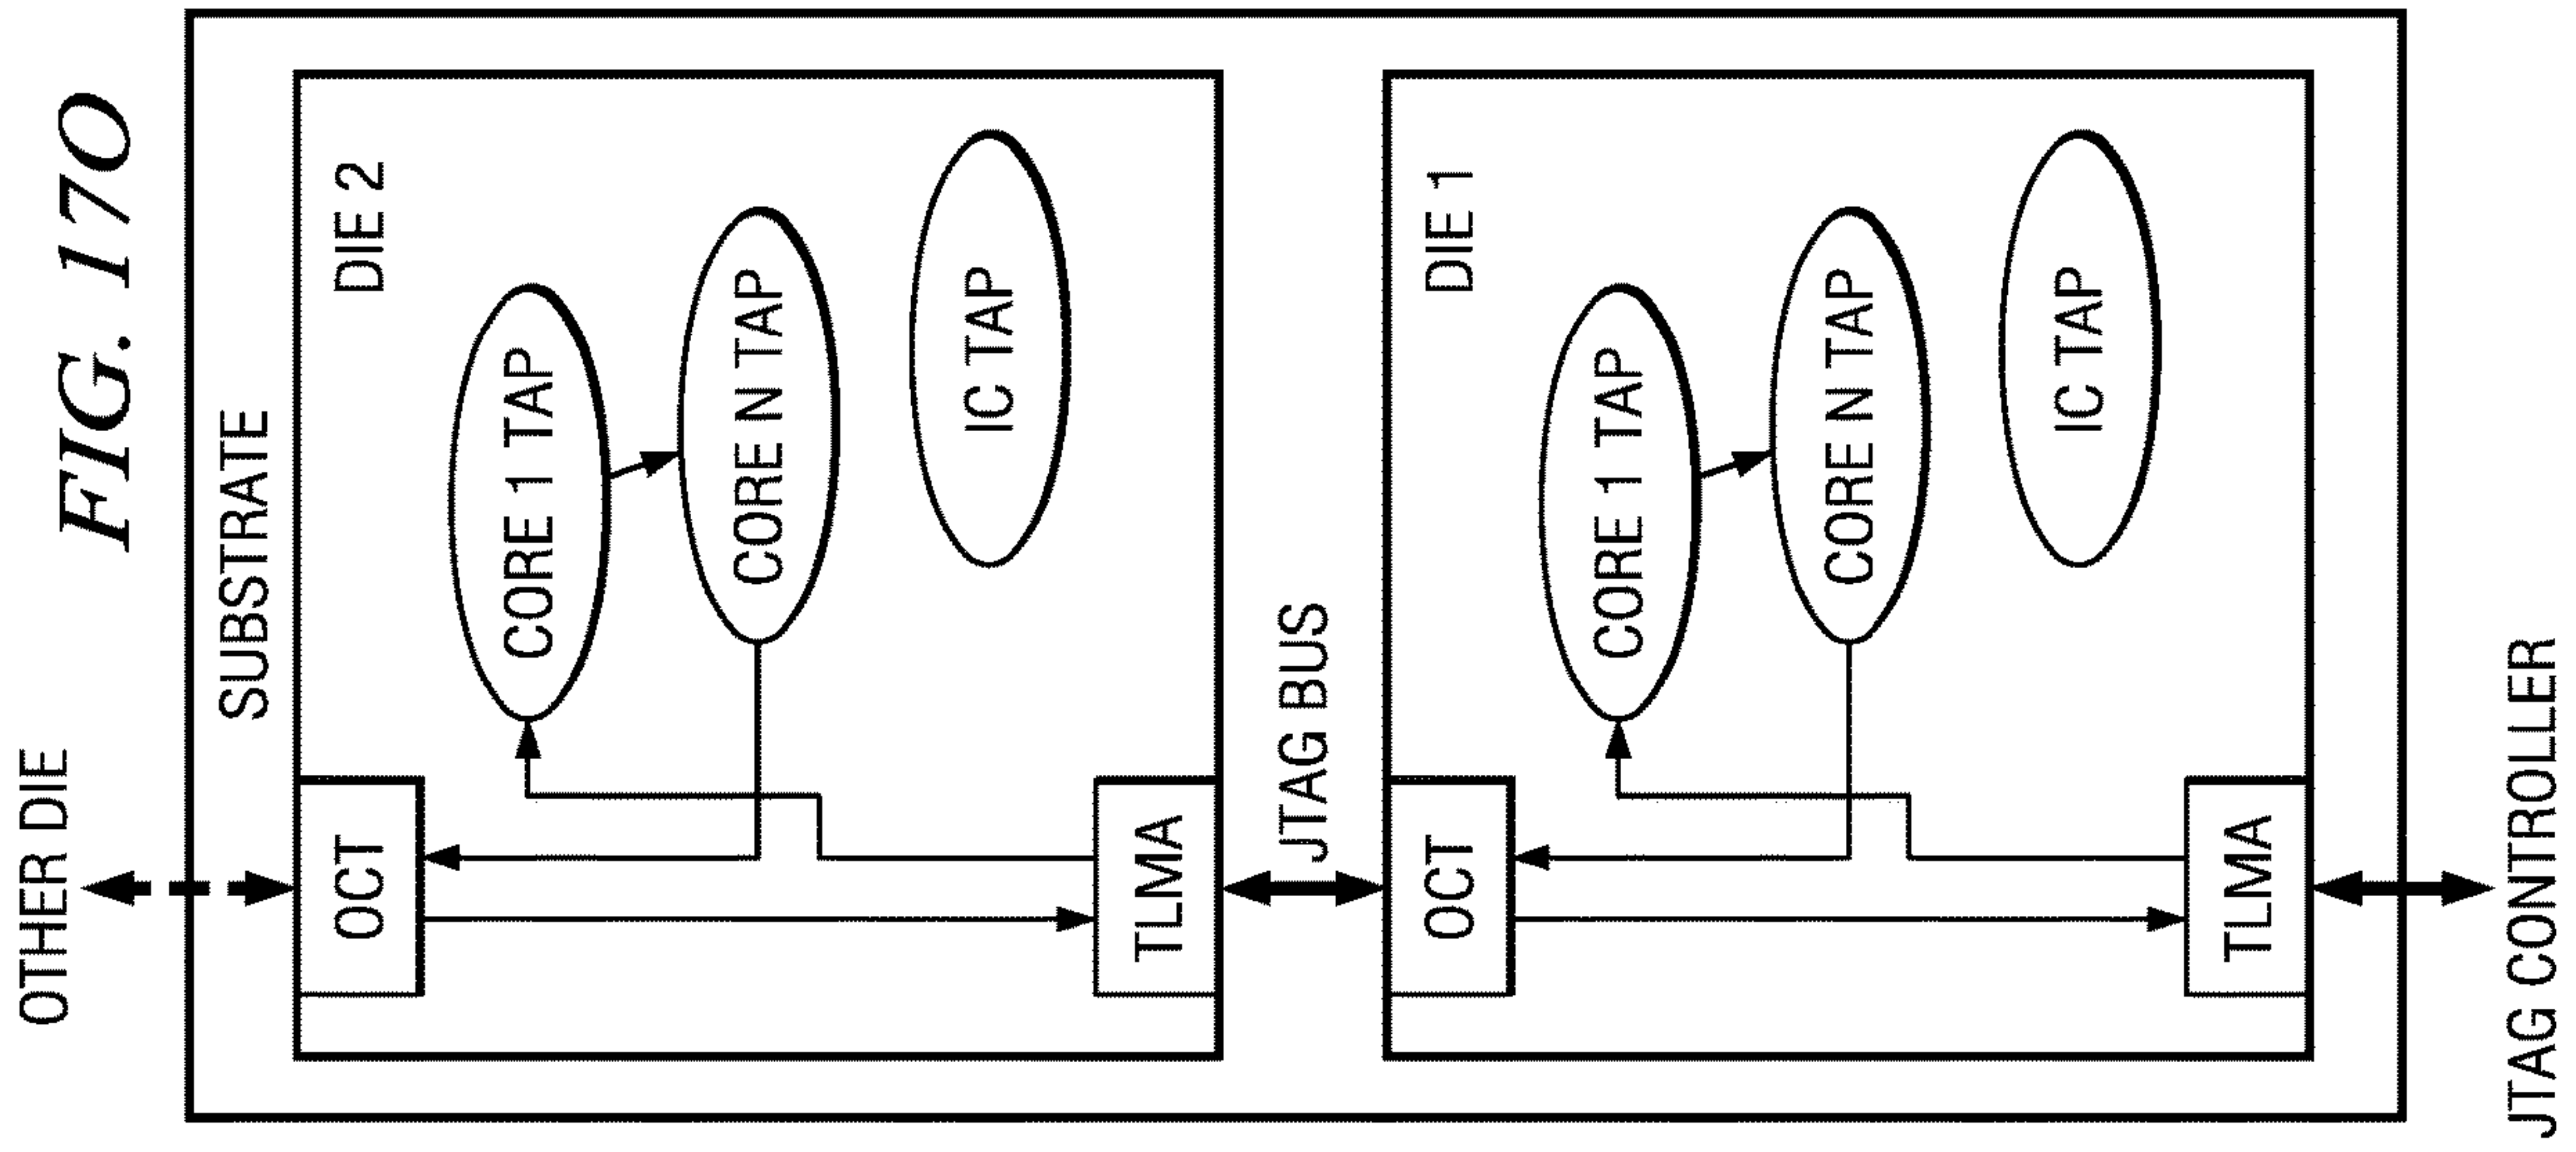 FIG. 17O
OTHER DIE
SUBSTRATE
DIE 2
OCT
CORE 1 TAP
CORE N TAP
IC TAP
TLMA
JTAG BUS
DIE 1
OCT
CORE 1 TAP
CORE N TAP
IC TAP
TLMA
JTAG CONTROLLER